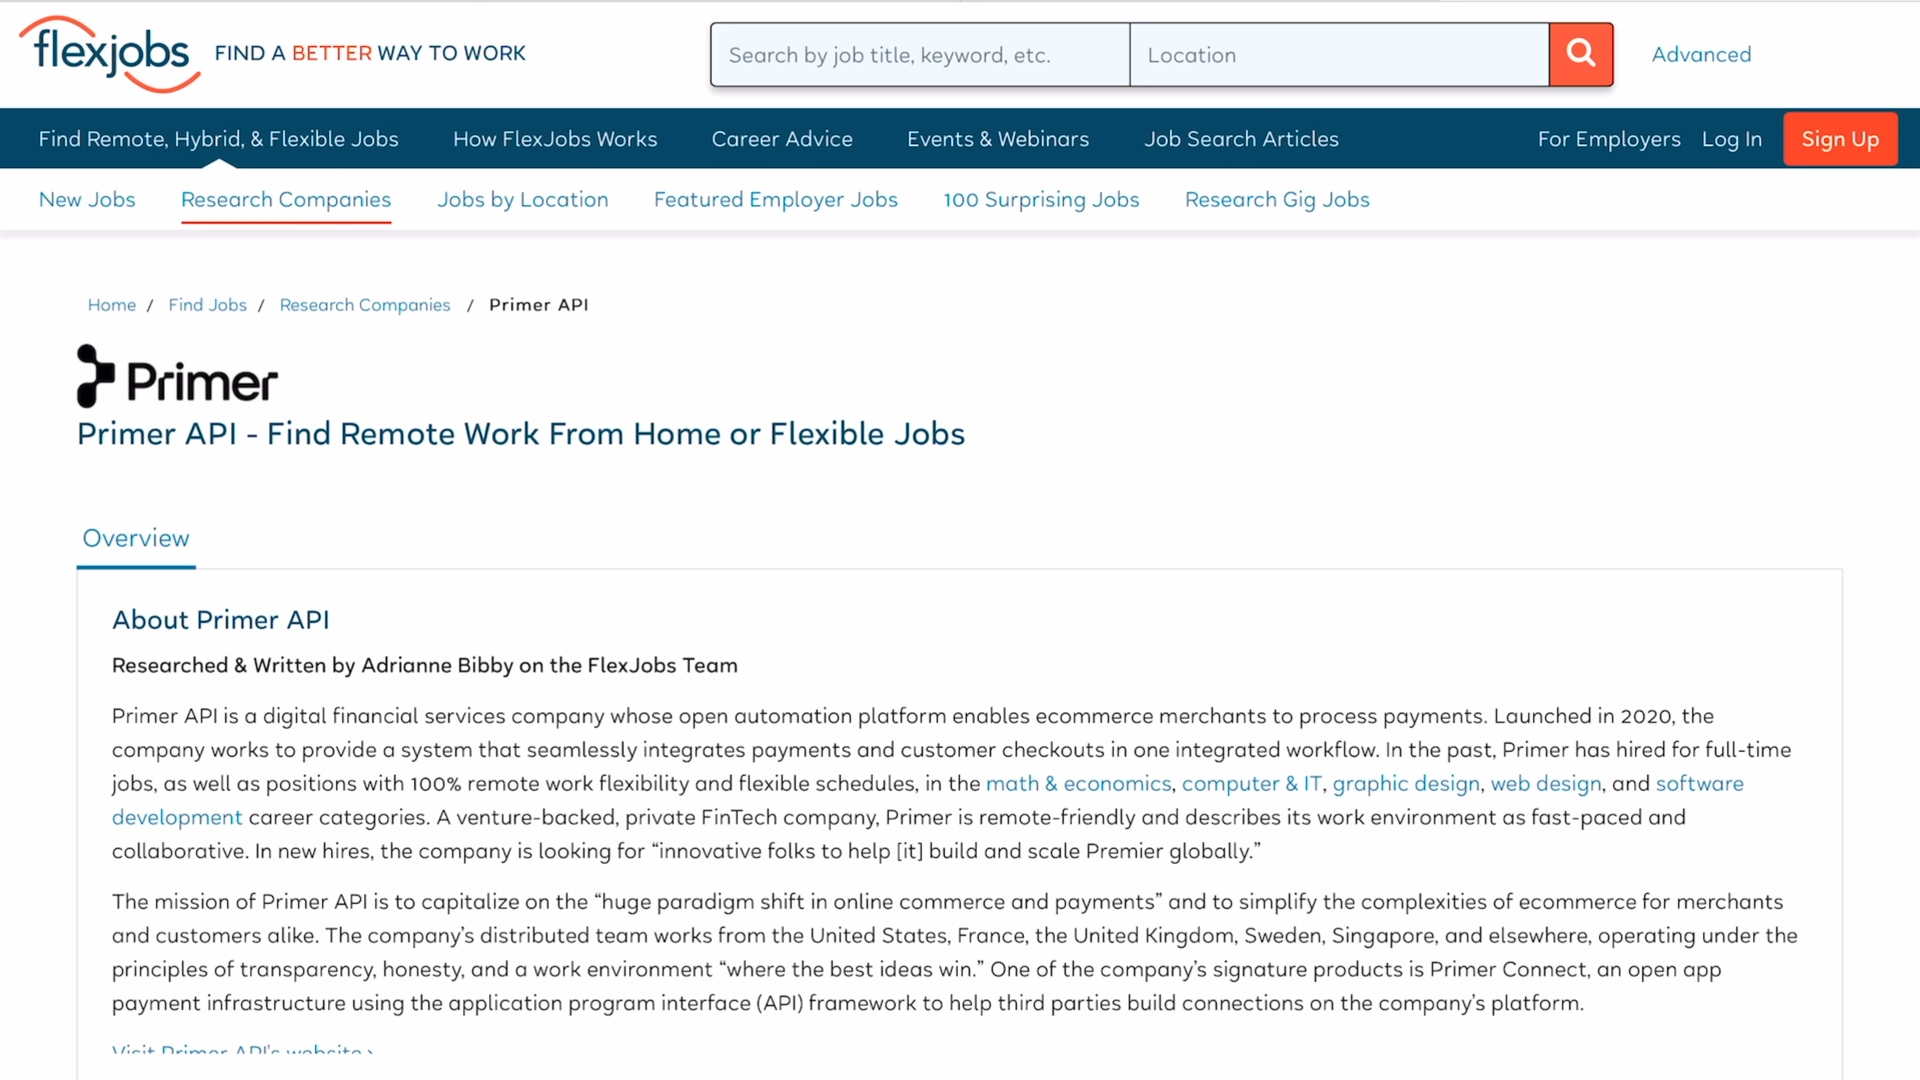 flexjobs FIND A BETTER WAY TO WORK
Search by job title, keyword, etc.
Location
Advanced
Find Remote, Hybrid, & Flexible Jobs
How FlexJobs Works
Career Advice
Events & Webinars
Job Search Articles
For Employers
Log In
Sign Up
New Jobs
Research Companies
Jobs by Location
Featured Employer Jobs
100 Surprising Jobs
Research Gig Jobs
Home / Find Jobs / Research Companies / Primer API
Primer
Primer API - Find Remote Work From Home or Flexible Jobs
Overview
About Primer API
Researched & Written by Adrianne Bibby on the FlexJobs Team
Primer API is a digital financial services company whose open automation platform enables ecommerce merchants to process payments. Launched in 2020, the
company works to provide a system that seamlessly integrates payments and customer checkouts in one integrated workflow. In the past, Primer has hired for full-time
jobs, as well as positions with 100% remote work flexibility and flexible schedules, in the math & economics, computer & IT, graphic design, web design, and software
development career categories. A venture-backed, private FinTech company, Primer is remote-friendly and describes its work environment as fast-paced and
collaborative. In new hires, the company is looking for “innovative folks to help [it] build and scale Premier globally.”
The mission of Primer API is to capitalize on the “huge paradigm shift in online commerce and payments” and to simplify the complexities of ecommerce for merchants
and customers alike. The company’s distributed team works from the United States, France, the United Kingdom, Sweden, Singapore, and elsewhere, operating under the
principles of transparency, honesty, and a work environment “where the best ideas win.” One of the company’s signature products is Primer Connect, an open app
payment infrastructure using the application program interface (API) framework to help third parties build connections on the company’s platform.
Visit Primer API's website ›